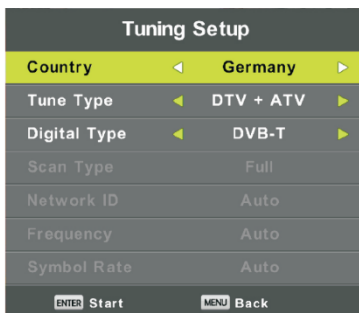 Tuning Setup
Country Germany
Tune Type DTV + ATV
Digital Type DVB-T
Scan Type Full
Network ID Auto
Frequency Auto
Symbol Rate Auto
ENTER Start MENU Back